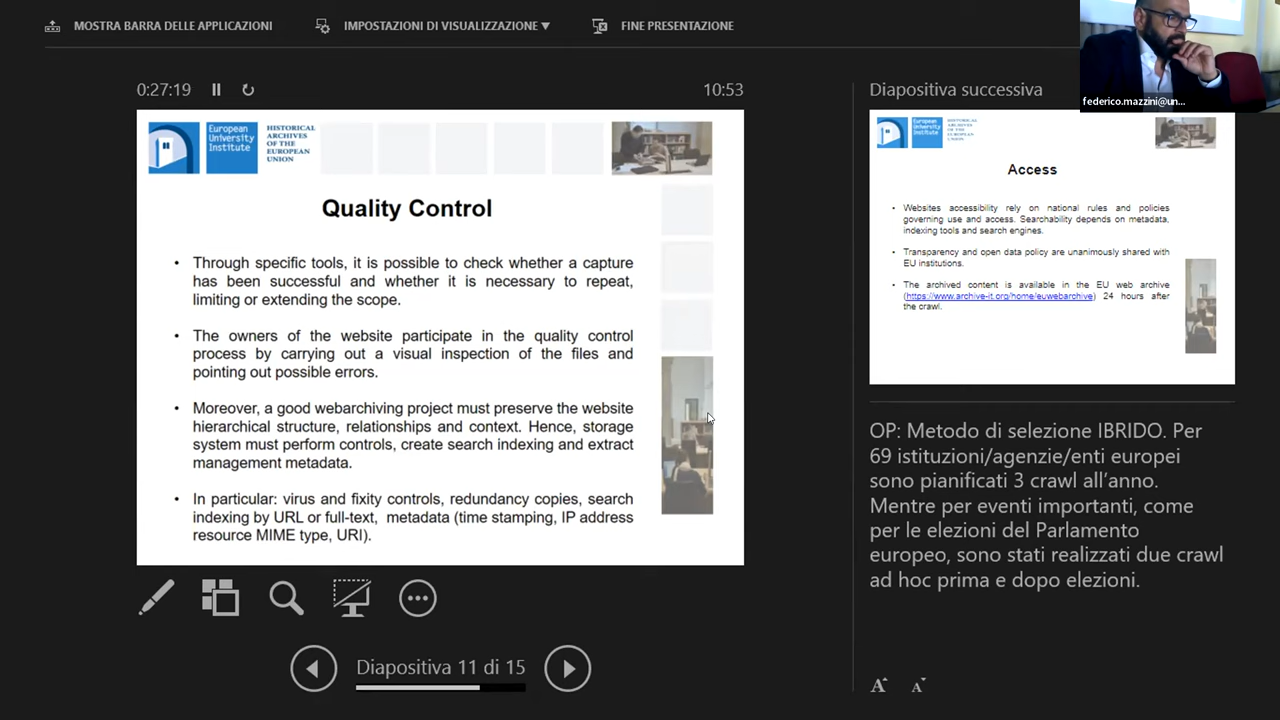 MOSTRA BARRA DELLE APPLICAZIONI
IMPOSTAZIONI DI VISUALIZZAZIONE ▼
FINE PRESENTAZIONE
federico.mazzini@un...
0:27:19
10:53
European
University
Institute
HISTORICAL
ARCHIVES
OF THE
EUROPEAN
UNION
Quality Control
• Through specific tools, it is possible to check whether a capture
has been successful and whether it is necessary to repeat,
limiting or extending the scope.
• The owners of the website participate in the quality control
process by carrying out a visual inspection of the files and
pointing out possible errors.
• Moreover, a good webarchiving project must preserve the website
hierarchical structure, relationships and context. Hence, storage
system must perform controls, create search indexing and extract
management metadata.
• In particular: virus and fixity controls, redundancy copies, search
indexing by URL or full-text, metadata (time stamping, IP address
resource MIME type, URI).
Diapositiva 11 di 15
Diapositiva successiva
European
University
Institute
HISTORICAL
ARCHIVES
OF THE
EUROPEAN
UNION
Access
• Websites accessibility rely on national rules and policies
governing use and access. Searchability depends on metadata,
indexing tools and search engines.
• Transparency and open data policy are unanimously shared with
EU institutions.
• The archived content is available in the EU web archive
(https://www.archive-it.org/home/euwebarchive) 24 hours after
the crawl.
OP: Metodo di selezione IBRIDO. Per
69 istituzioni/agenzie/enti europei
sono pianificati 3 crawl all’anno.
Mentre per eventi importanti, come
per le elezioni del Parlamento
europeo, sono stati realizzati due crawl
ad hoc prima e dopo elezioni.
A A